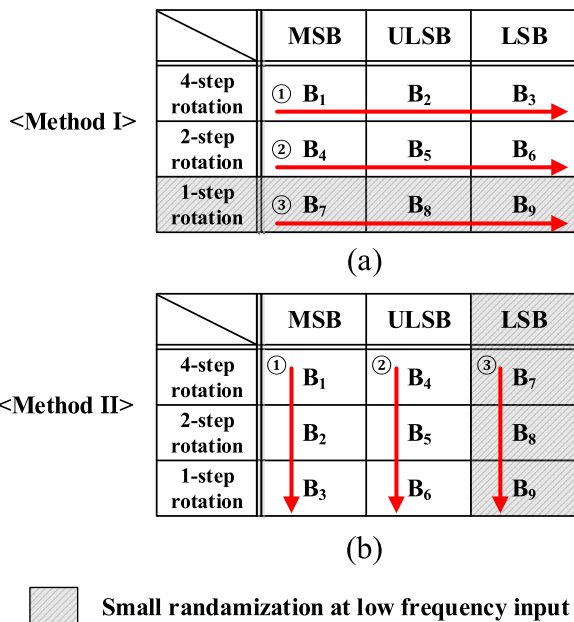 MSB ULSB LSB
<Method I>
4-step rotation ① B1 B2 B3
2-step rotation ② B4 B5 B6
1-step rotation ③ B7 B8 B9
(a)
MSB ULSB LSB
<Method II>
4-step rotation ① B1 ② B4 ③ B7
2-step rotation B2 B5 B8
1-step rotation B3 B6 B9
(b)
Small randomization at low frequency input